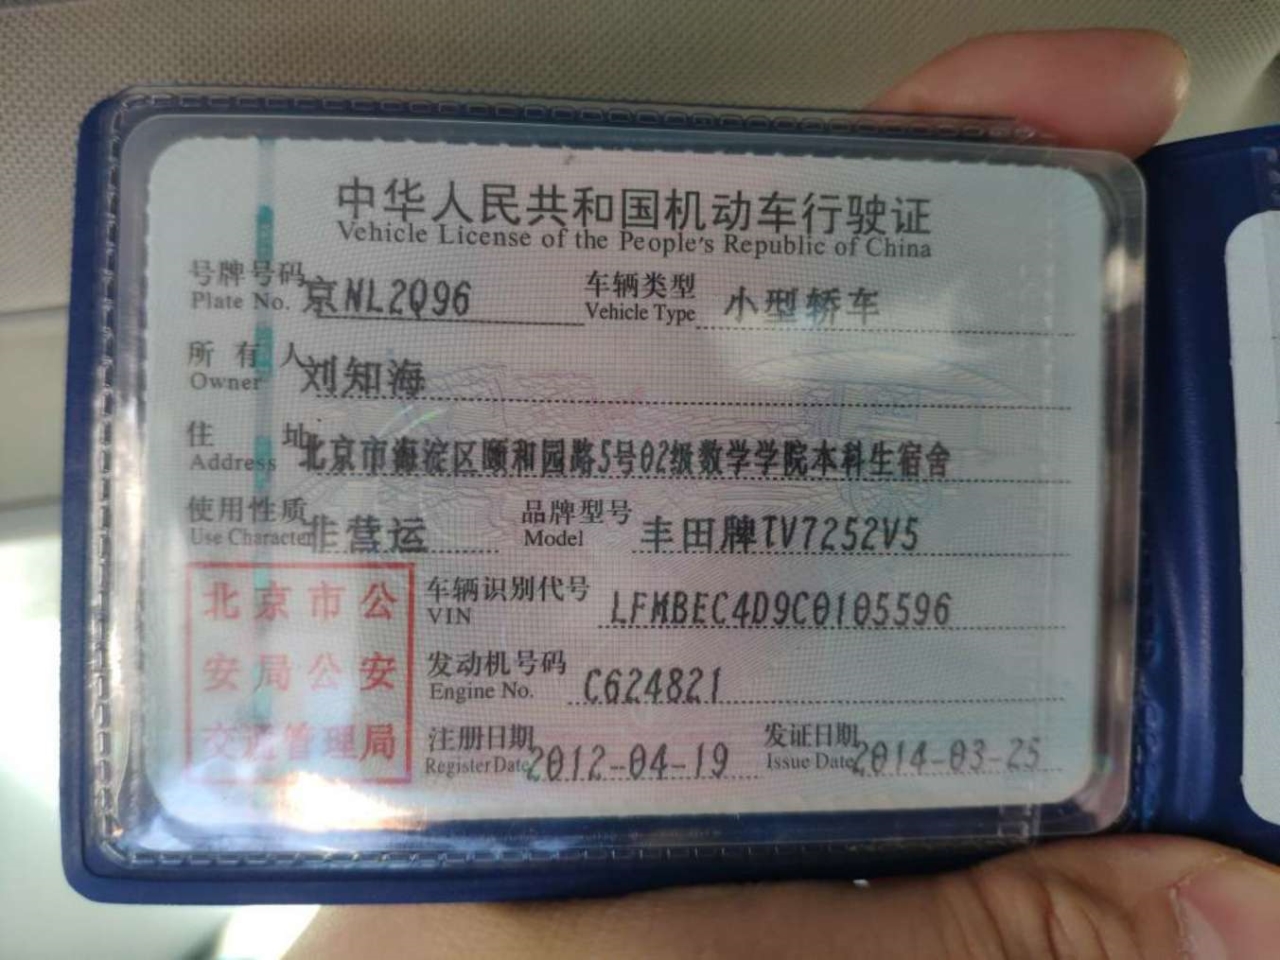 中华人民共和国机动车行驶证
Vehicle License of the People's Republic of China
号牌号码 京NL2Q96 车辆类型 小型轿车
Plate No. Vehicle Type
所有人 刘知海
Owner
住址 北京市海淀区颐和园路5号02级数学学院本科生宿舍
Address
使用性质 非营运 品牌型号 丰田牌TV7252V5
Use Character Model
北京市公
安局公安
交通管理局
车辆识别代号 LFMBEC4D9C0105596
VIN
发动机号码 C624821
Engine No.
注册日期 2012-04-19 发证日期 2014-03-25
Register Date Issue Date